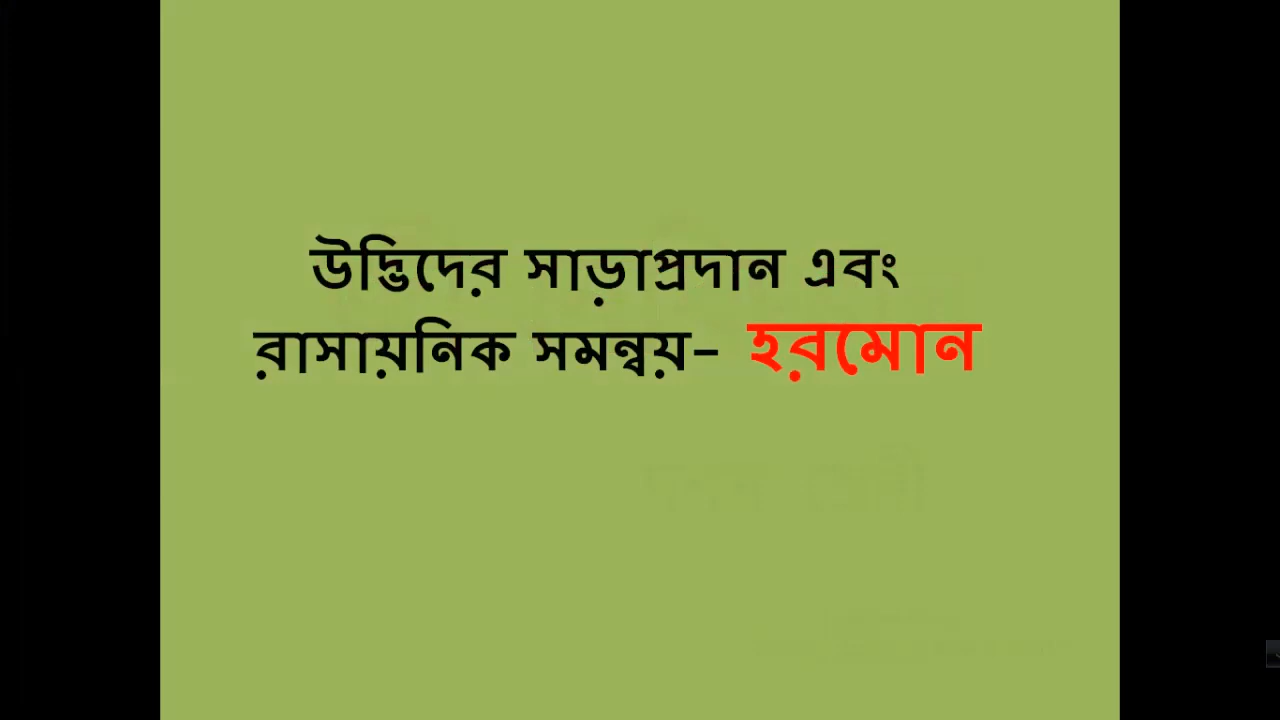 উদ্ভিদের সাড়াপ্রদান এবং
রাসায়নিক সমন্বয়– হরমোন